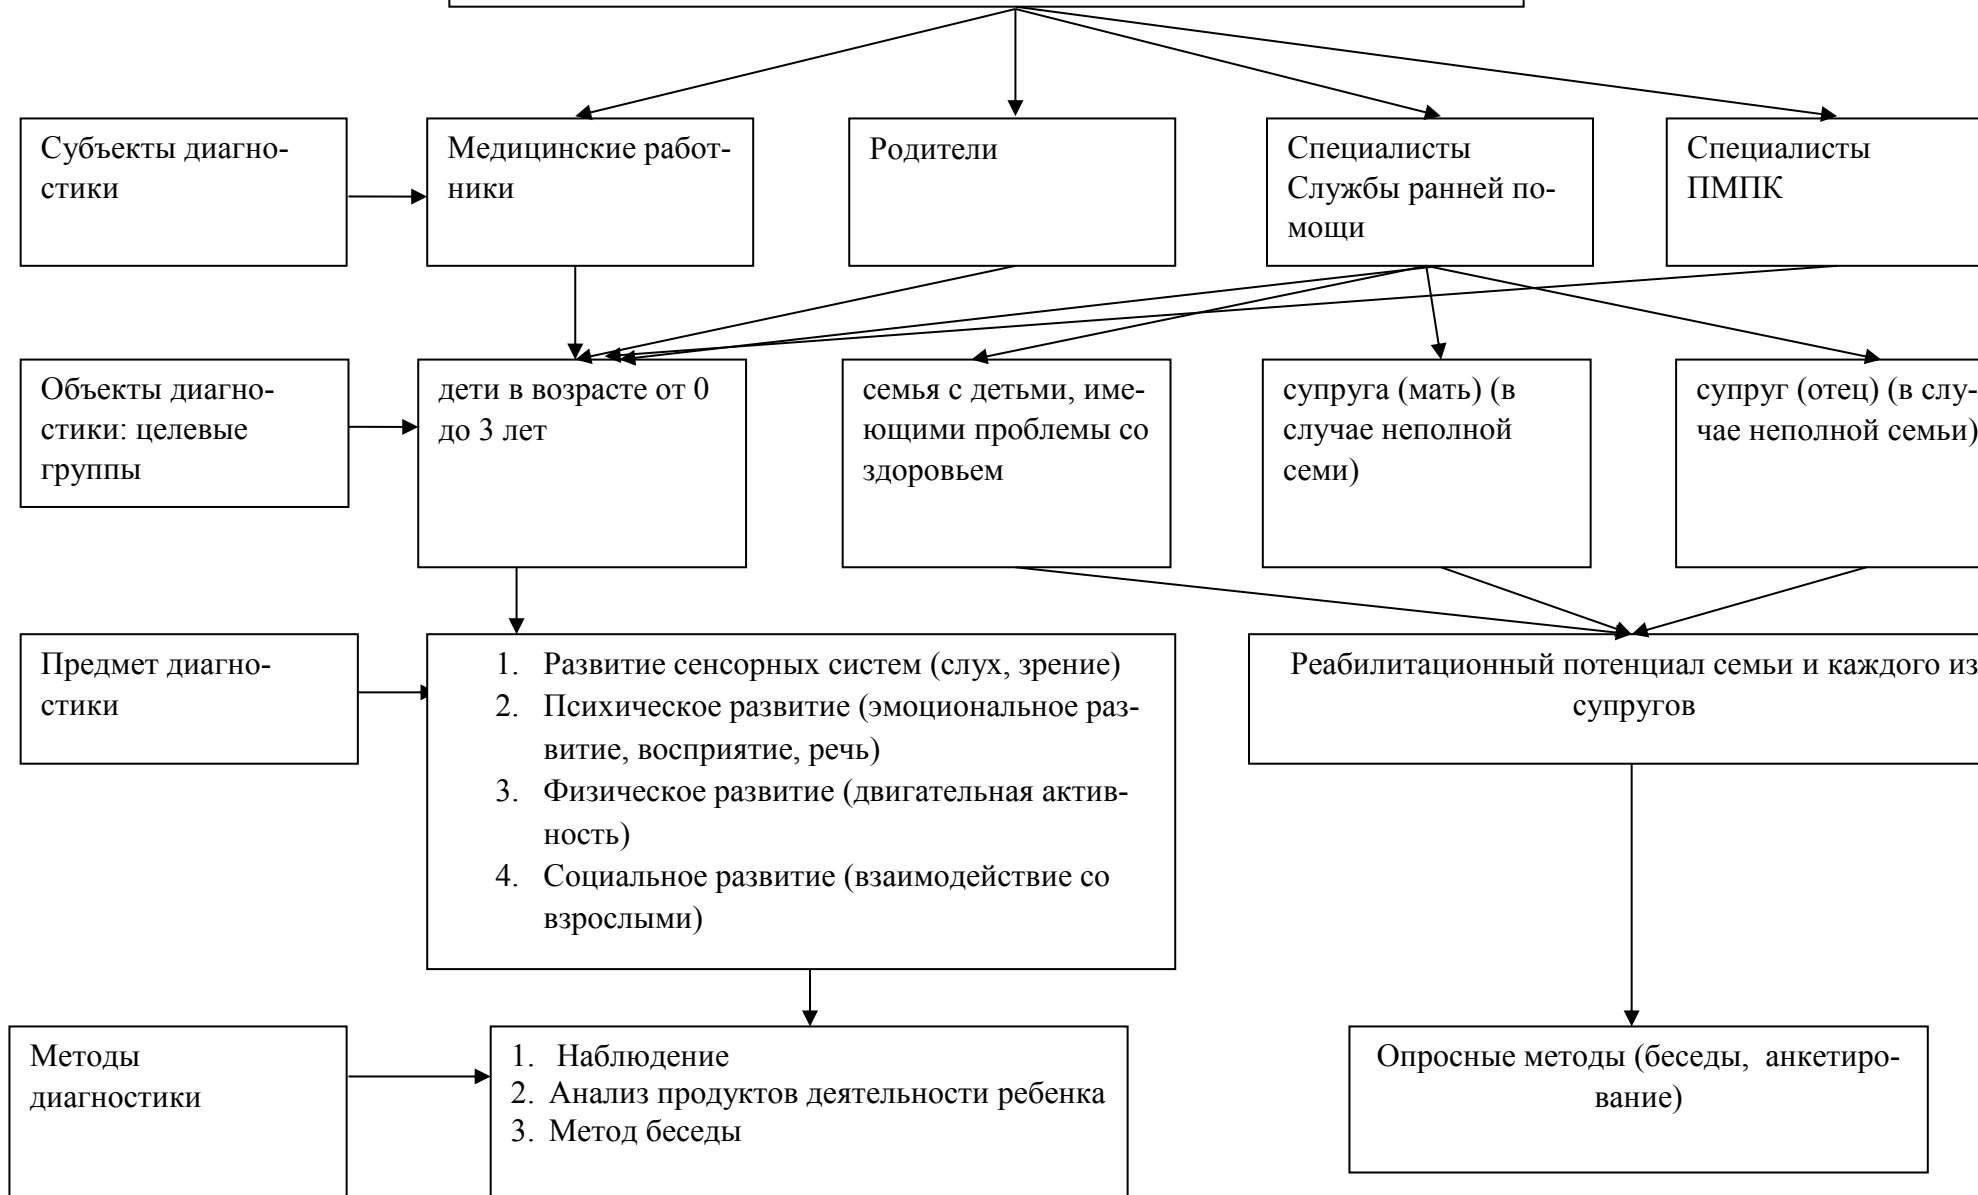 Субъекты диагно-
стики
Медицинские работ-
ники
Родители
Специалисты
Службы ранней по-
мощи
Специалисты
ПМПК
Объекты диагно-
стики: целевые
группы
дети в возрасте от 0
до 3 лет
семья с детьми, име-
ющими проблемы со
здоровьем
супруга (мать) (в
случае неполной
семи)
супруг (отец) (в слу-
чае неполной семьи)
Предмет диагно-
стики
1. Развитие сенсорных систем (слух, зрение)
2. Психическое развитие (эмоциональное раз-
витие, восприятие, речь)
3. Физическое развитие (двигательная актив-
ность)
4. Социальное развитие (взаимодействие со
взрослыми)
Реабилитационный потенциал семьи и каждого из
супругов
Методы
диагностики
1. Наблюдение
2. Анализ продуктов деятельности ребенка
3. Метод беседы
Опросные методы (беседы, анкетиро-
вание)